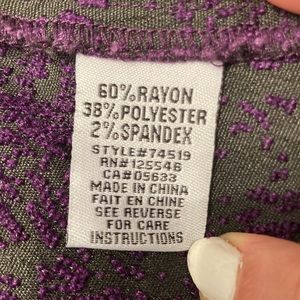 60%RAYON
38%POLYESTER
2%SPANDEX
STYLE#74519
RN#125546
CA#05633
MADE IN CHINA
FAIT EN CHINE
SEE REVERSE
FOR CARE
INSTRUCTIONS